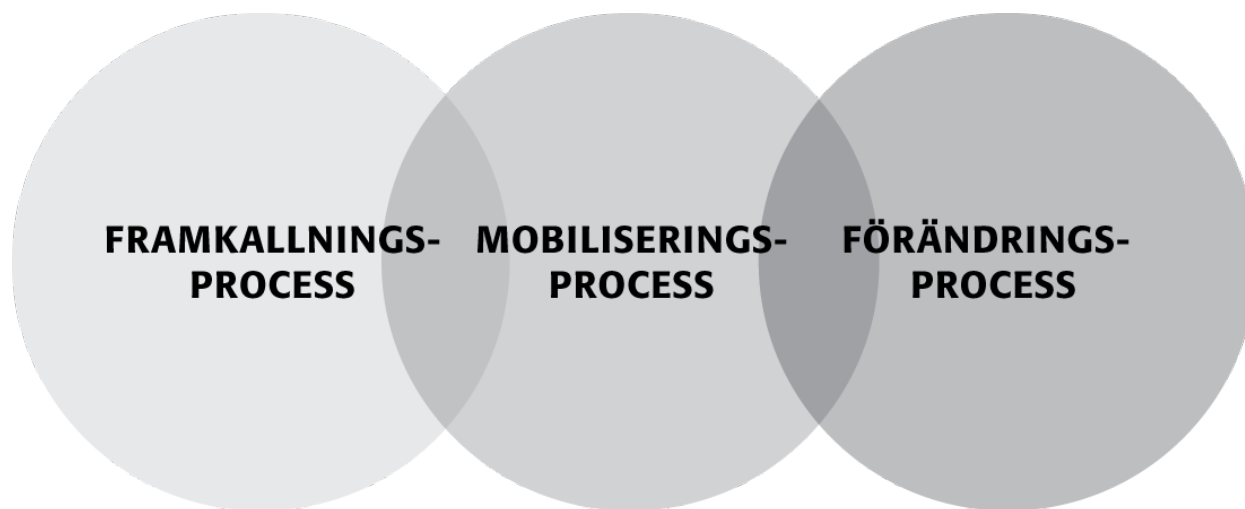 FRAMKALLNINGS-
PROCESS
MOBILISERINGS-
PROCESS
FÖRÄNDRINGS-
PROCESS